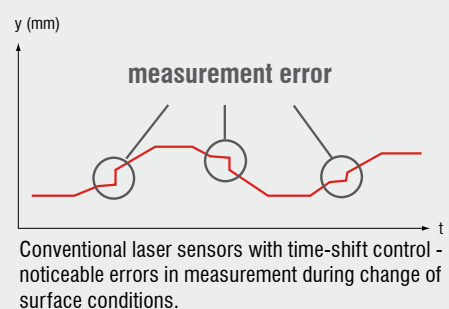 y (mm)
measurement error
t
Conventional laser sensors with time-shift control -
noticeable errors in measurement during change of
surface conditions.